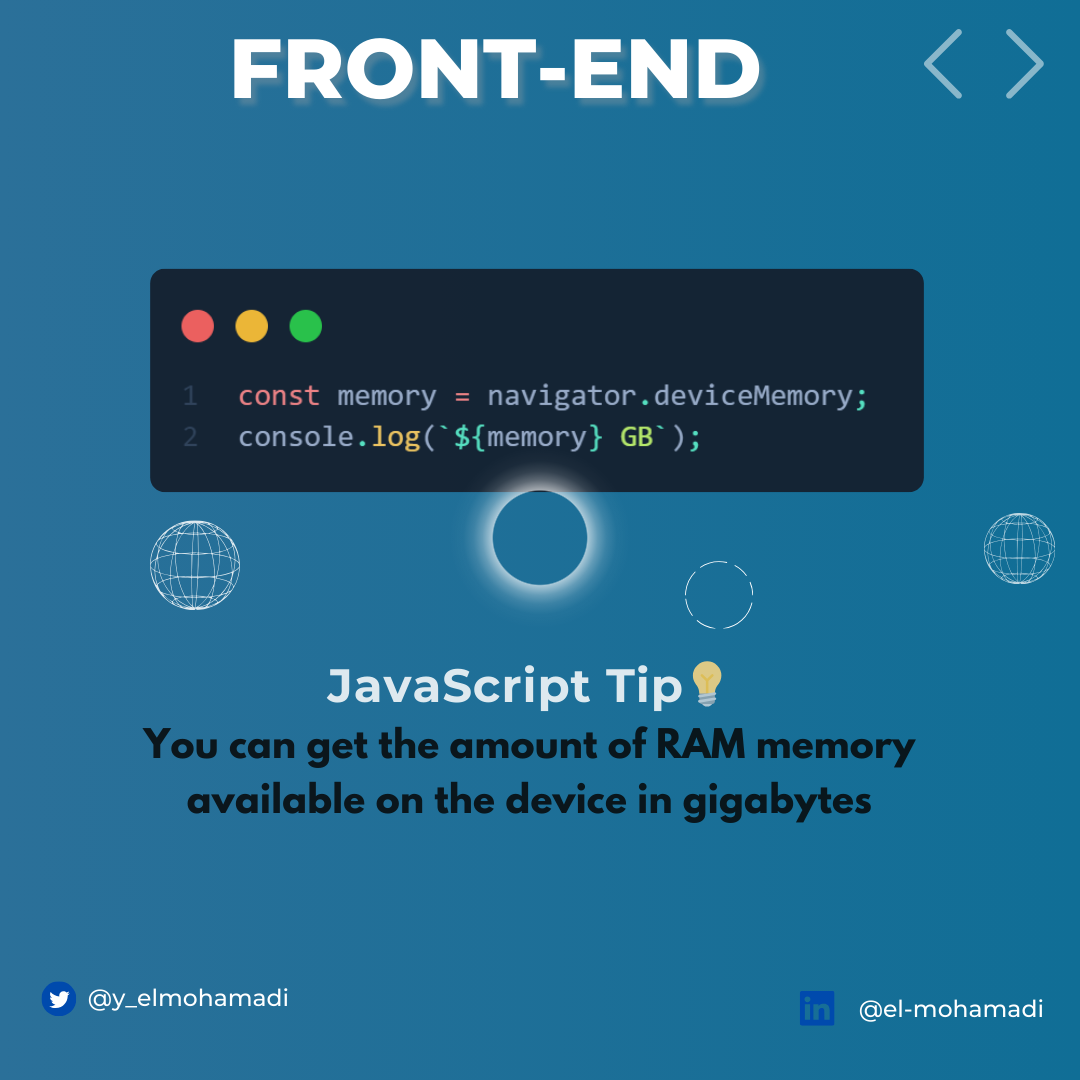 FRONT-END
1 const memory = navigator.deviceMemory;
2 console.log(`${memory} GB`);
JavaScript Tip💡
You can get the amount of RAM memory
available on the device in gigabytes
@y_elmohamadi
in @el-mohamadi